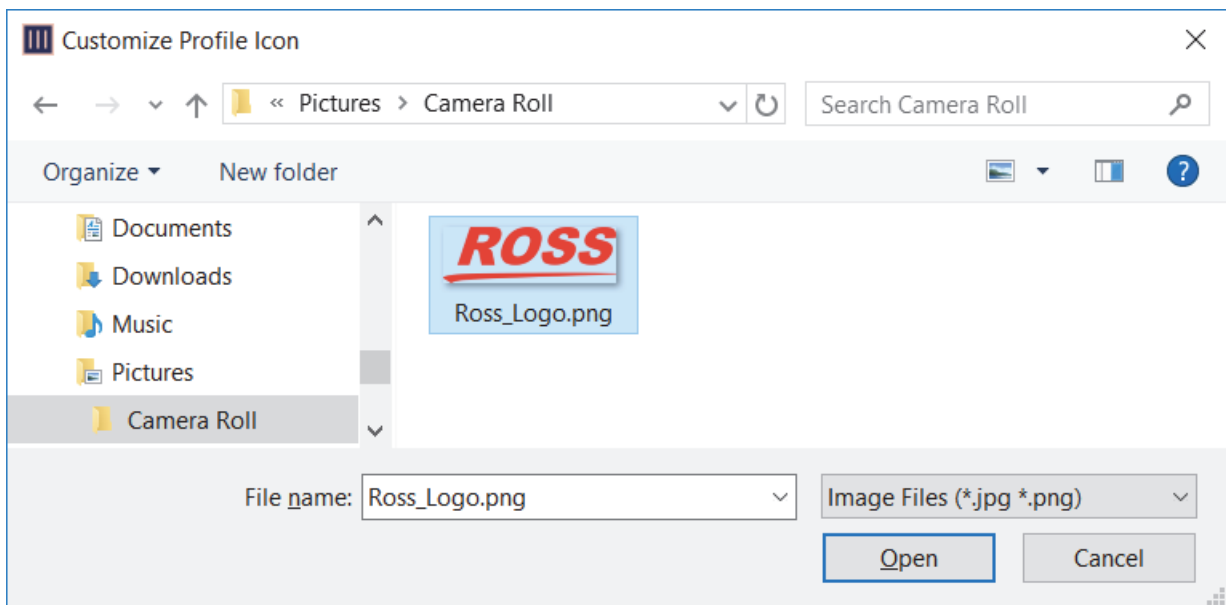 Customize Profile Icon
« Pictures > Camera Roll
Search Camera Roll
Organize
New folder
?
Documents
Downloads
Music
Pictures
Camera Roll
ROSS
Ross_Logo.png
File name: Ross_Logo.png
Image Files (*.jpg *.png)
Open
Cancel